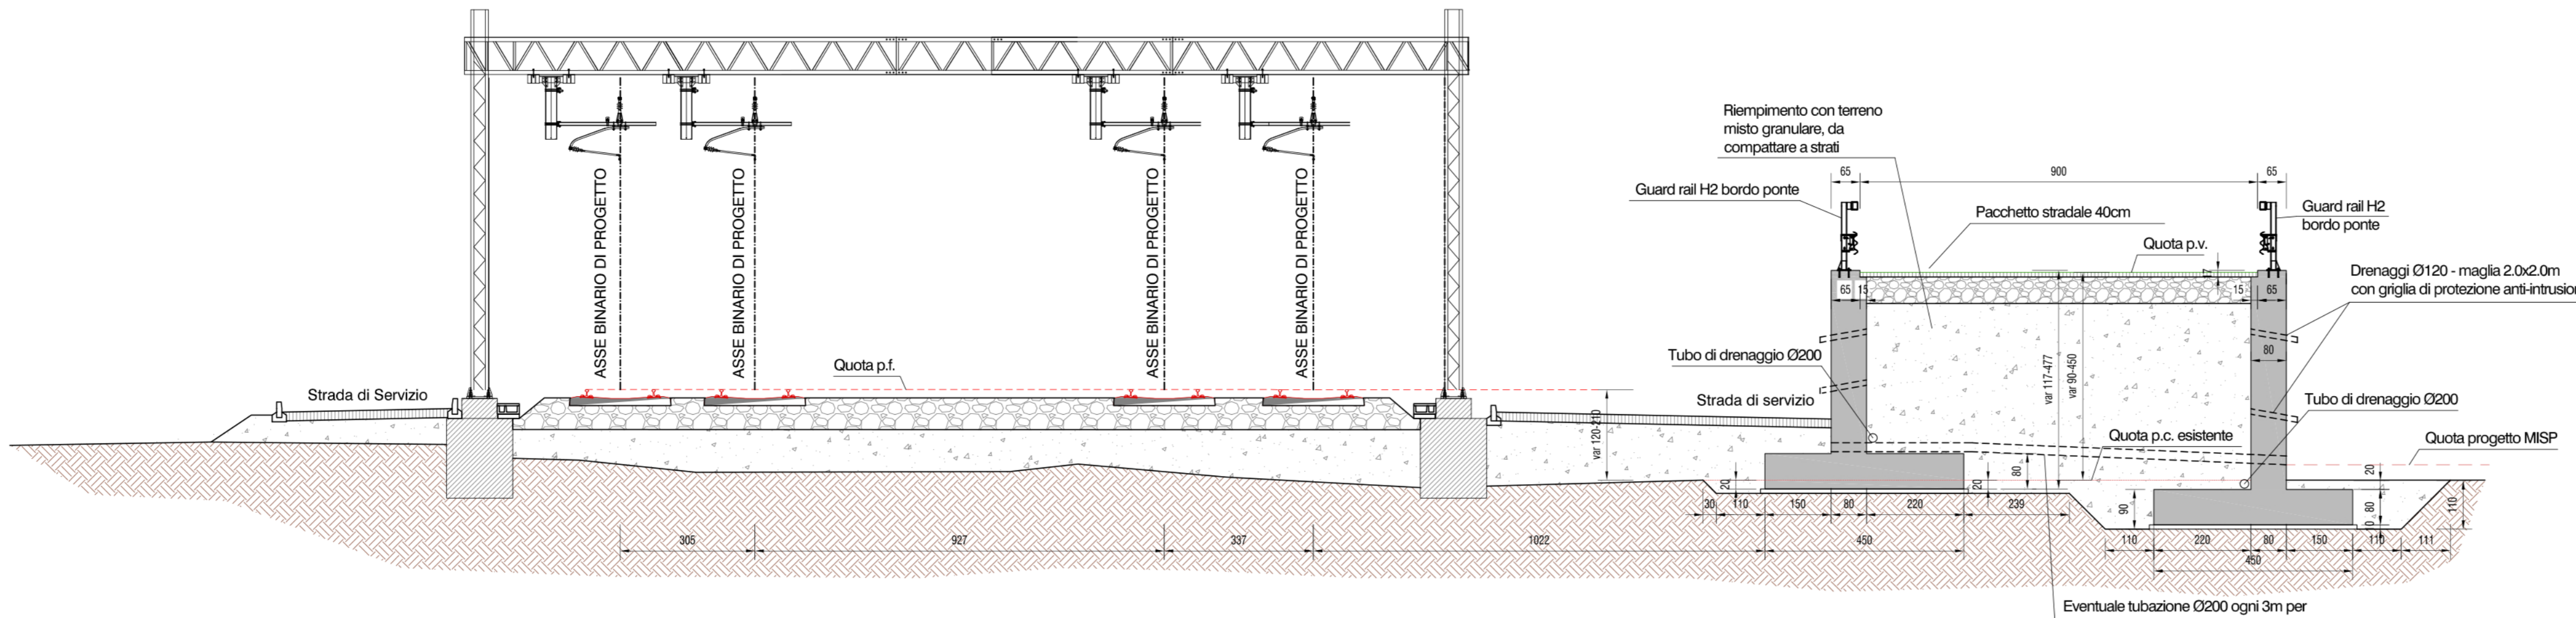 Riempimento con terreno
misto granulare, da
compattare a strati
Guard rail H2 bordo ponte
65
900
65
Pacchetto stradale 40cm
Guard rail H2
bordo ponte
Quota p.v.
17
Drenaggi Ø120 - maglia 2.0x2.0m
con griglia di protezione anti-intrusion
65
15
15
65
80
ASSE BINARIO DI PROGETTO
ASSE BINARIO DI PROGETTO
ASSE BINARIO DI PROGETTO
ASSE BINARIO DI PROGETTO
Quota p.f.
Strada di Servizio
Tubo di drenaggio Ø200
Strada di servizio
var 120-210
var 117-477
var 90-450
Tubo di drenaggio Ø200
Quota p.c. esistente
Quota progetto MISP
20
80
20
20
80
10
90
110
30
110
150
80
220
239
450
110
220
80
150
110
111
450
305
927
337
1022
Eventuale tubazione Ø200 ogni 3m per